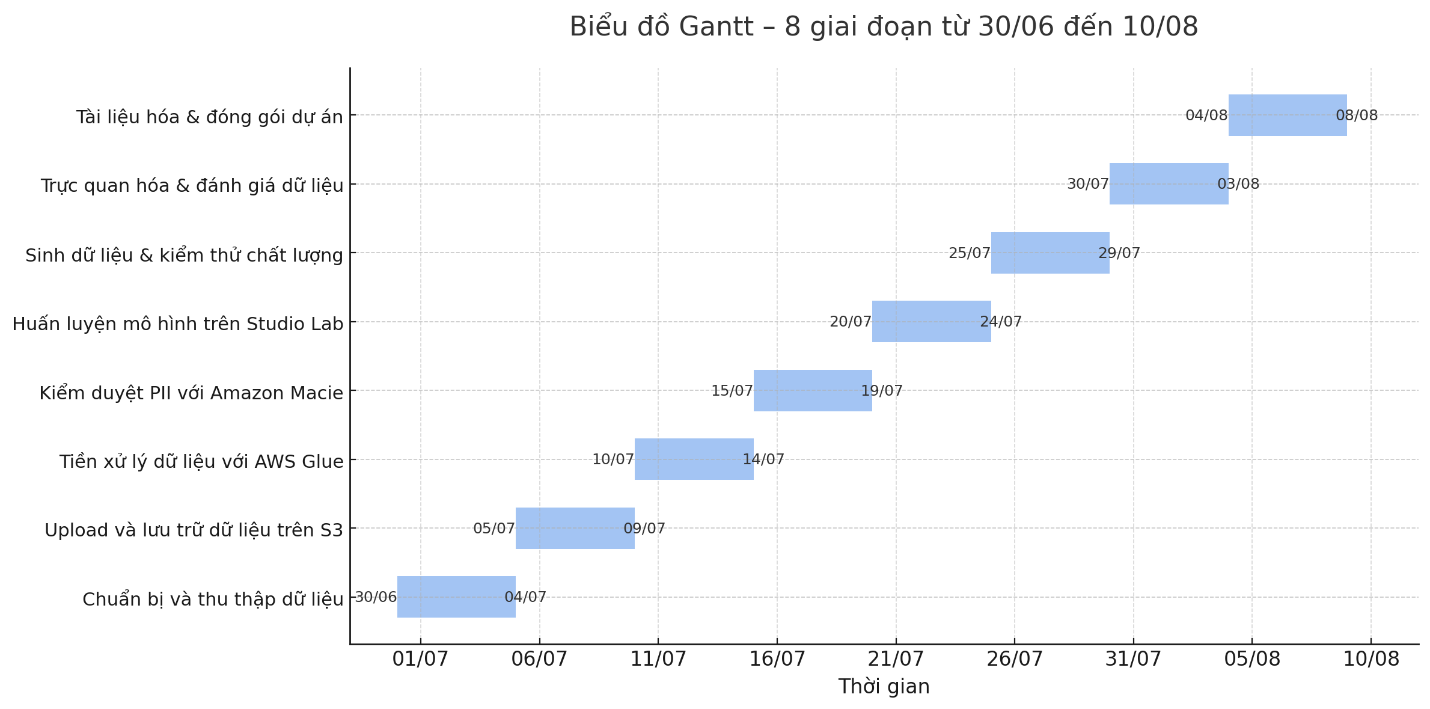 Biểu đồ Gantt – 8 giai đoạn từ 30/06 đến 10/08
Tài liệu hóa & đóng gói dự án
04/08
08/08
Trực quan hóa & đánh giá dữ liệu
30/07
03/08
Sinh dữ liệu & kiểm thử chất lượng
25/07
29/07
Huấn luyện mô hình trên Studio Lab
20/07
24/07
Kiểm duyệt PII với Amazon Macie
15/07
19/07
Tiền xử lý dữ liệu với AWS Glue
10/07
14/07
Upload và lưu trữ dữ liệu trên S3
05/07
09/07
Chuẩn bị và thu thập dữ liệu
30/06
04/07
01/07 06/07 11/07 16/07 21/07 26/07 31/07 05/08 10/08
Thời gian